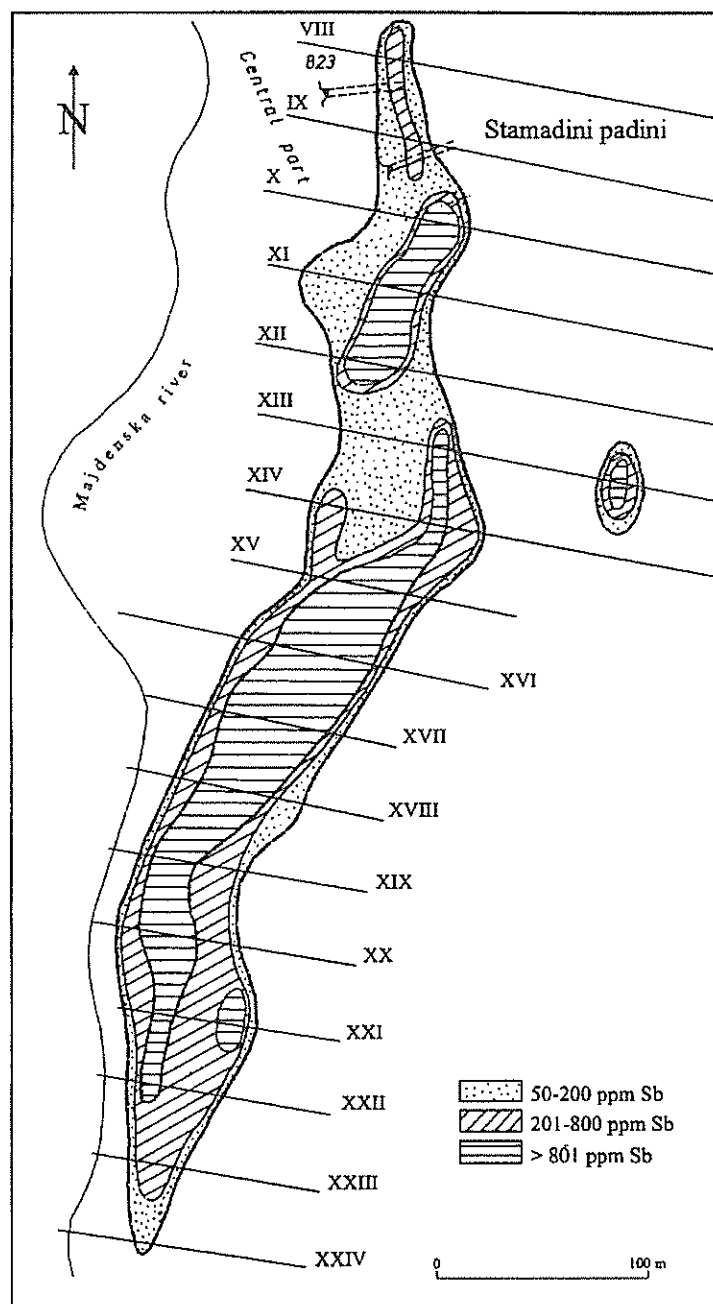 VIII
823
Central part
N
IX
Stamadini padini
X
XI
XII
XIII
Majdenska river
XIV
XV
XVI
XVII
XVIII
XIX
XX
XXI
50-200 ppm Sb
201-800 ppm Sb
> 801 ppm Sb
XXII
XXIII
XXIV
0 100 m